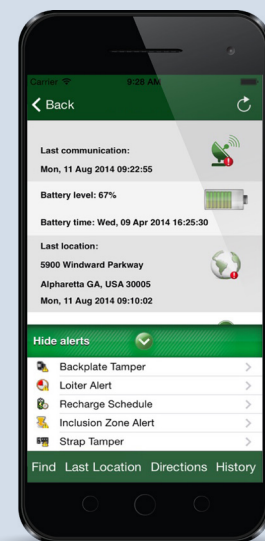 Carrier 9:28 AM
Back
Last communication:
Mon, 11 Aug 2014 09:22:55
Battery level: 67%
Battery time: Wed, 09 Apr 2014 16:25:30
Last location:
5900 Windward Parkway
Alpharetta GA, USA 30005
Mon, 11 Aug 2014 09:10:02
Hide alerts
Backplate Tamper
Loiter Alert
Recharge Schedule
Inclusion Zone Alert
Strap Tamper
Find Last Location Directions History